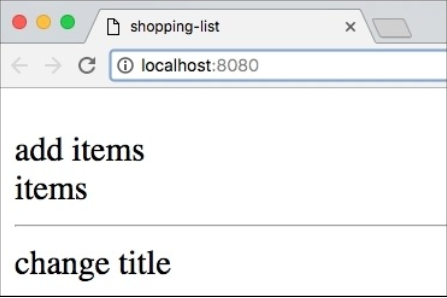 shopping-list
localhost:8080
add items
items
change title